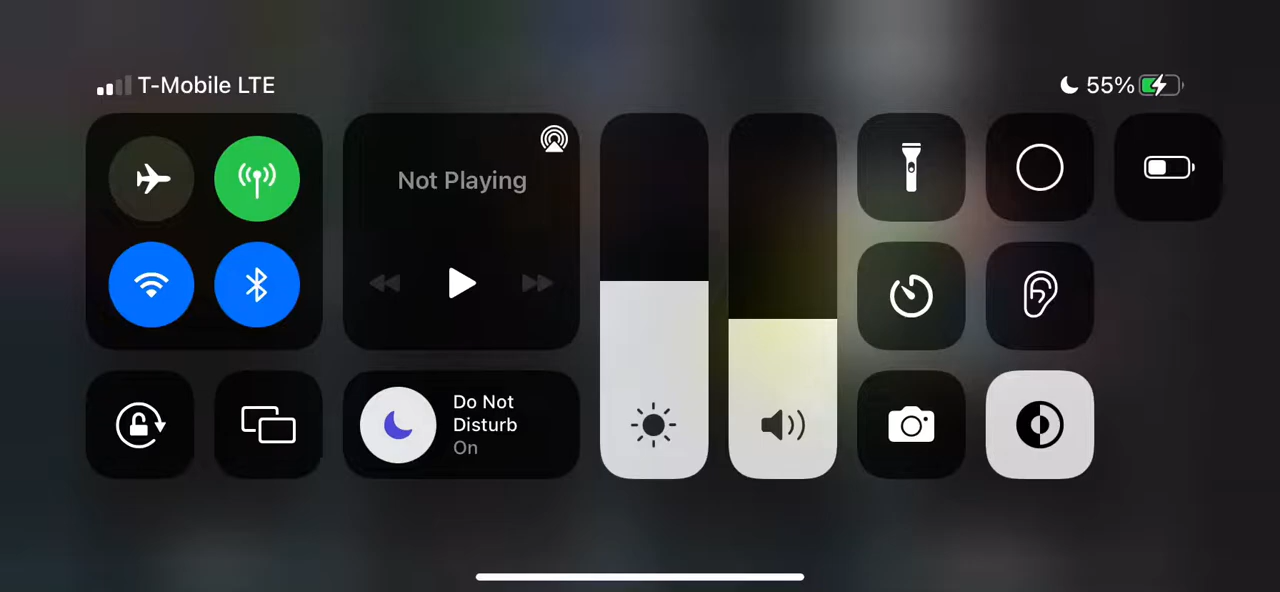 T-Mobile LTE
55%
Not Playing
Do Not
Disturb
On